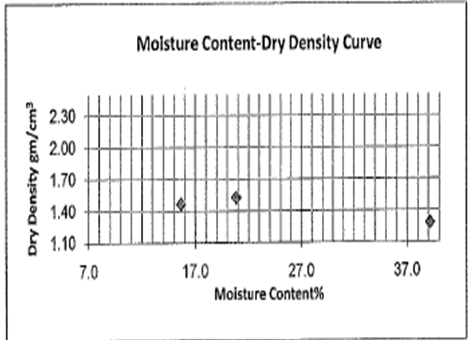 Moisture Content-Dry Density Curve
Dry Density gm/cm³
2.30
2.00
1.70
1.40
1.10
7.0 17.0 27.0 37.0
Moisture Content%